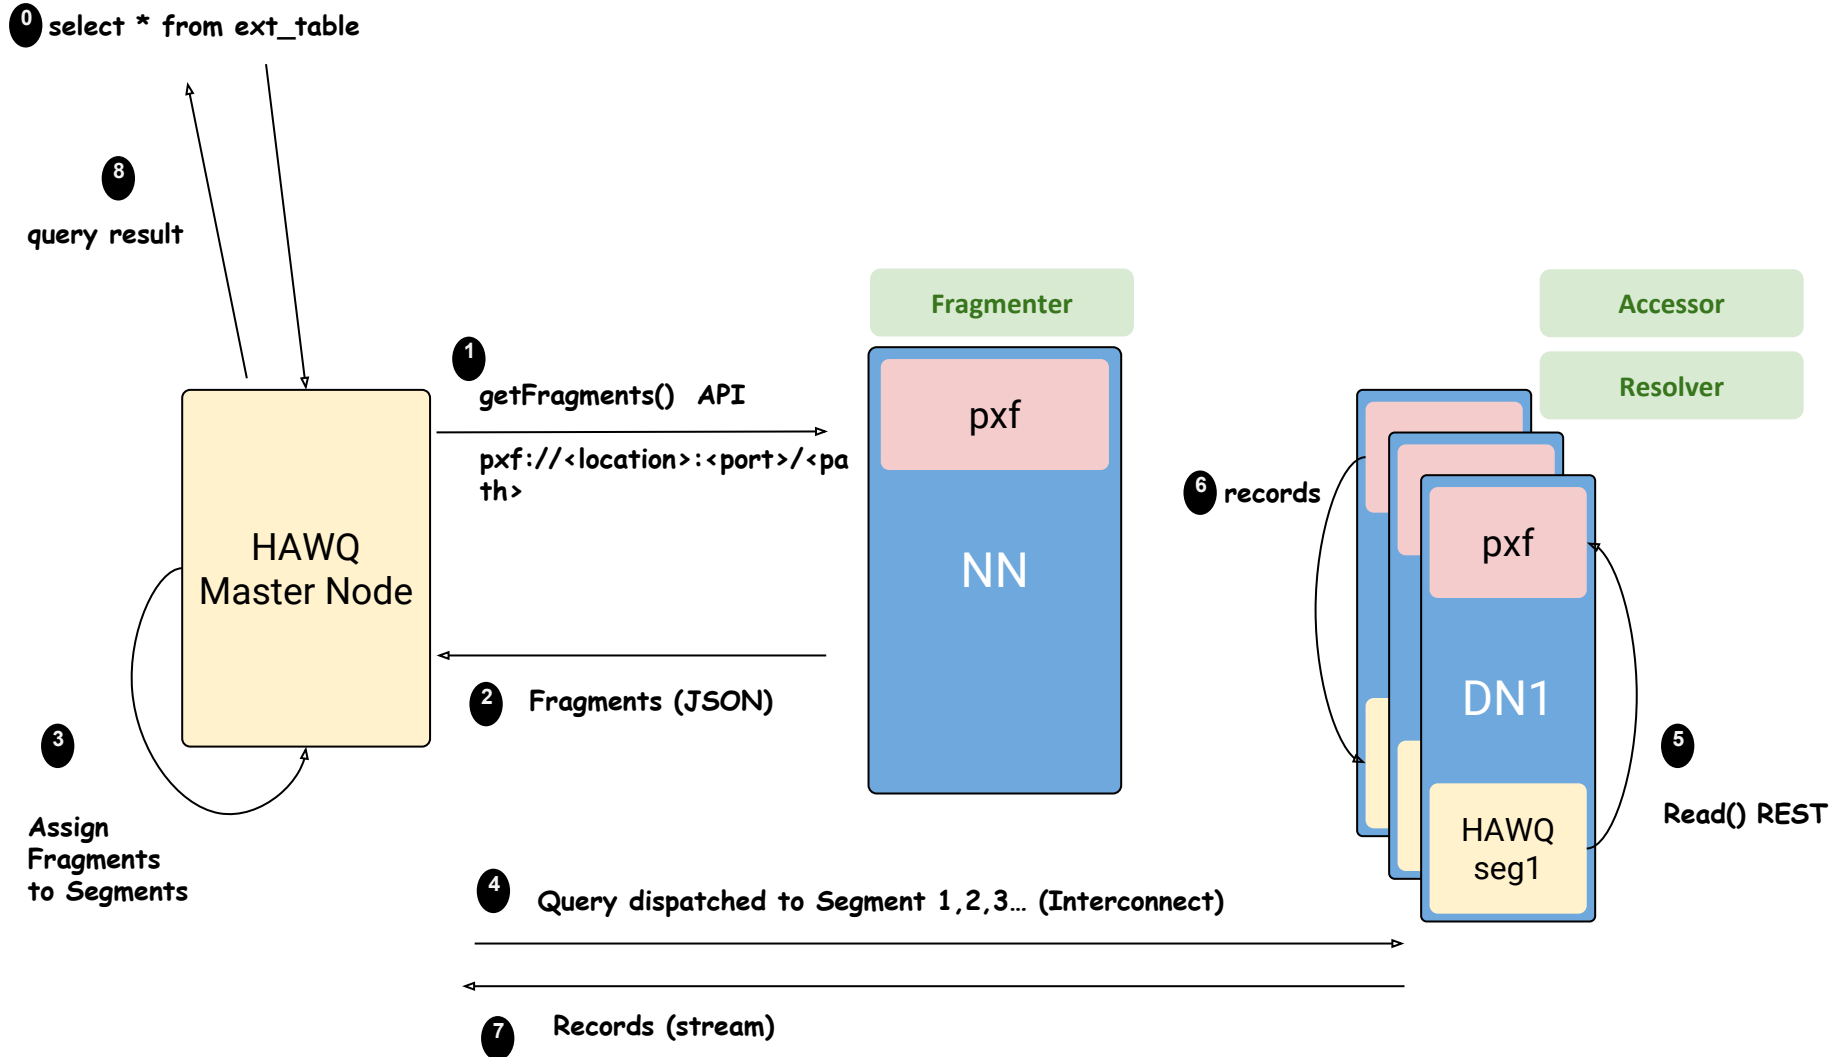 0 select * from ext_table
8
query result
Fragmenter
Accessor
Resolver
1
getFragments() API
pxf://<location>:<port>/<pa
th>
pxf
NN
HAWQ
Master Node
6 records
pxf
DN1
HAWQ
seg1
2 Fragments (JSON)
3
Assign
Fragments
to Segments
5
Read() REST
4 Query dispatched to Segment 1,2,3... (Interconnect)
7 Records (stream)